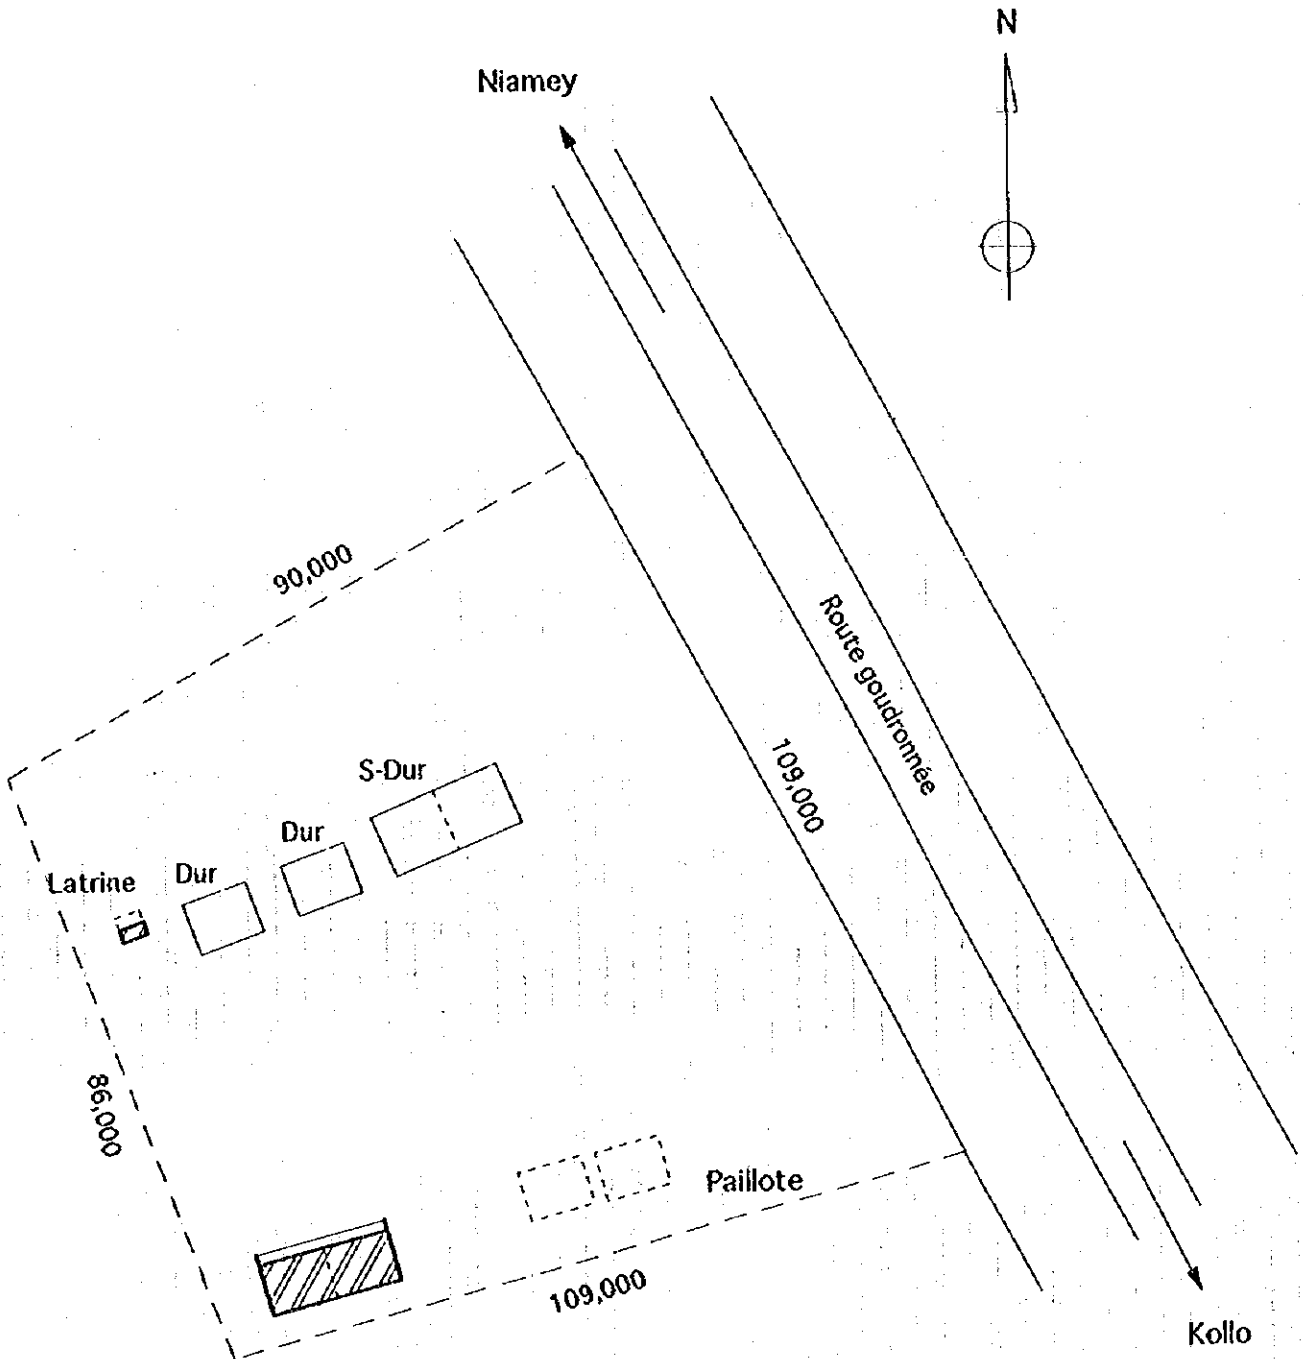 N
Niamey
90,000
Route goudronnée
109,000
S-Dur
Dur
Dur
Latrine
86,000
Paillote
109,000
Kollo